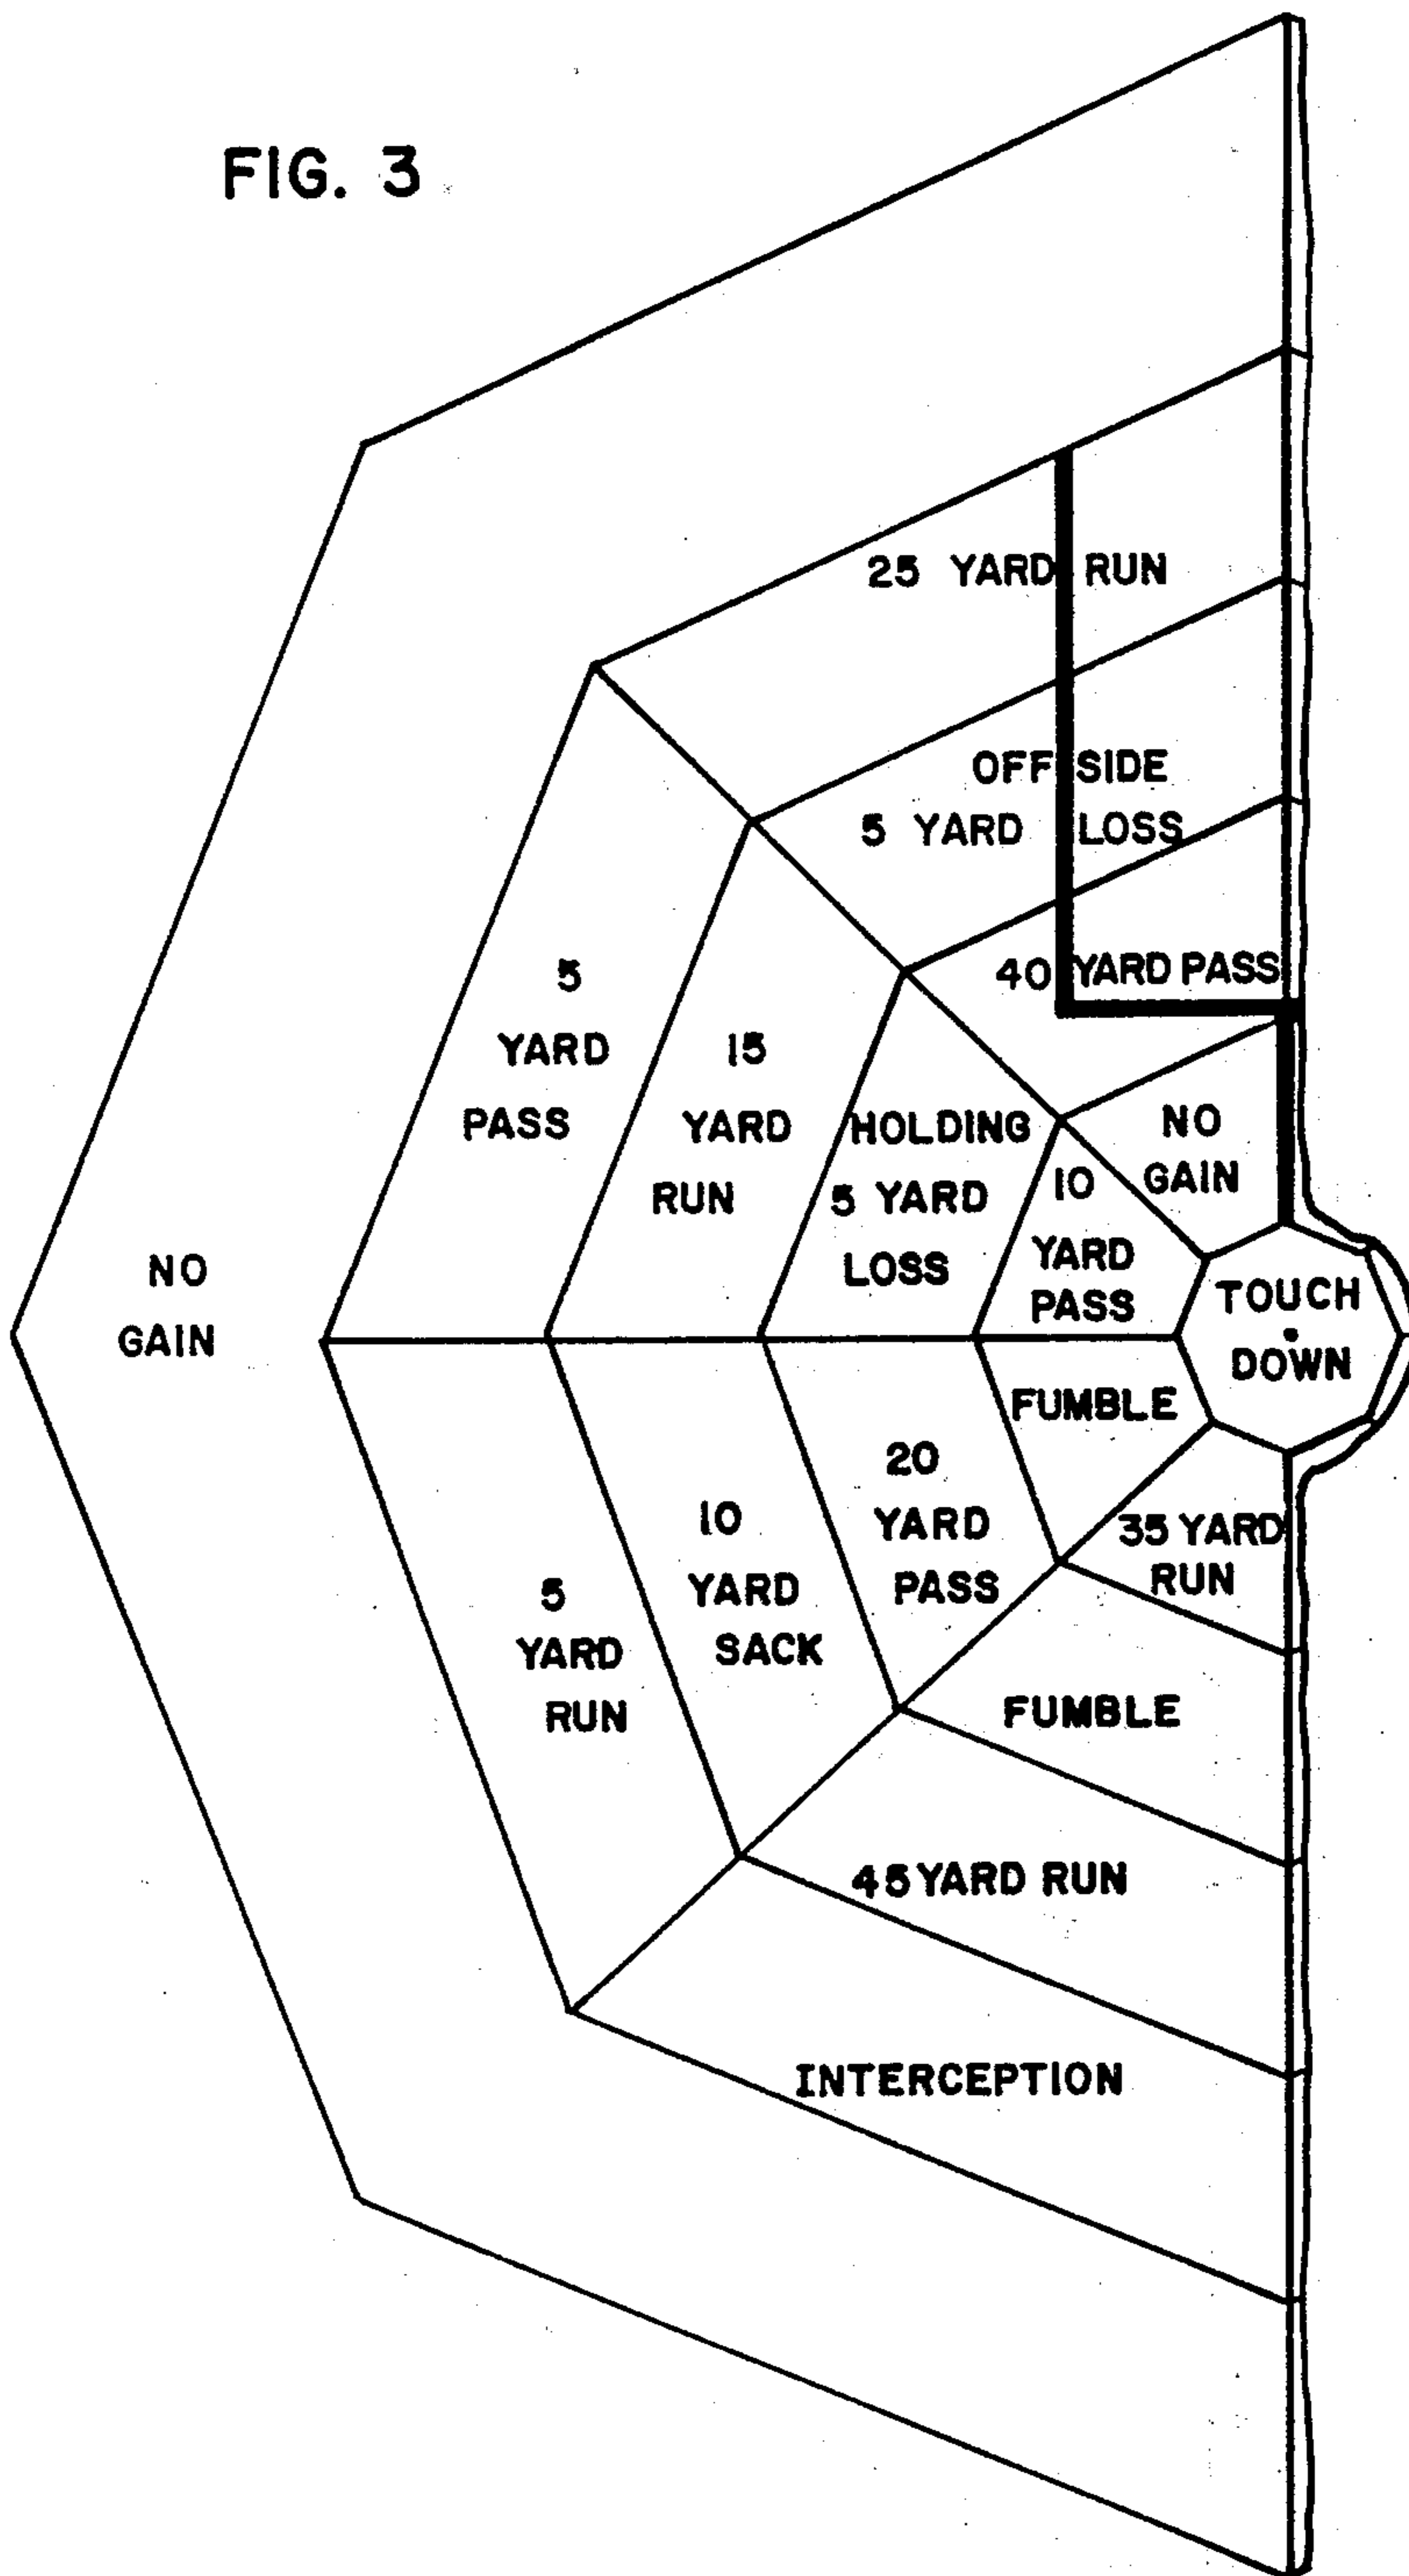 FIG. 3
25 YARD RUN
OFFSIDE
5 YARD LOSS
40 YARD PASS
5
YARD
PASS
15
YARD
RUN
HOLDING
5 YARD
LOSS
10
YARD
PASS
NO
GAIN
NO
GAIN
TOUCH
DOWN
FUMBLE
20
YARD
PASS
10
YARD
SACK
5
YARD
RUN
35 YARD
RUN
FUMBLE
45 YARD RUN
INTERCEPTION